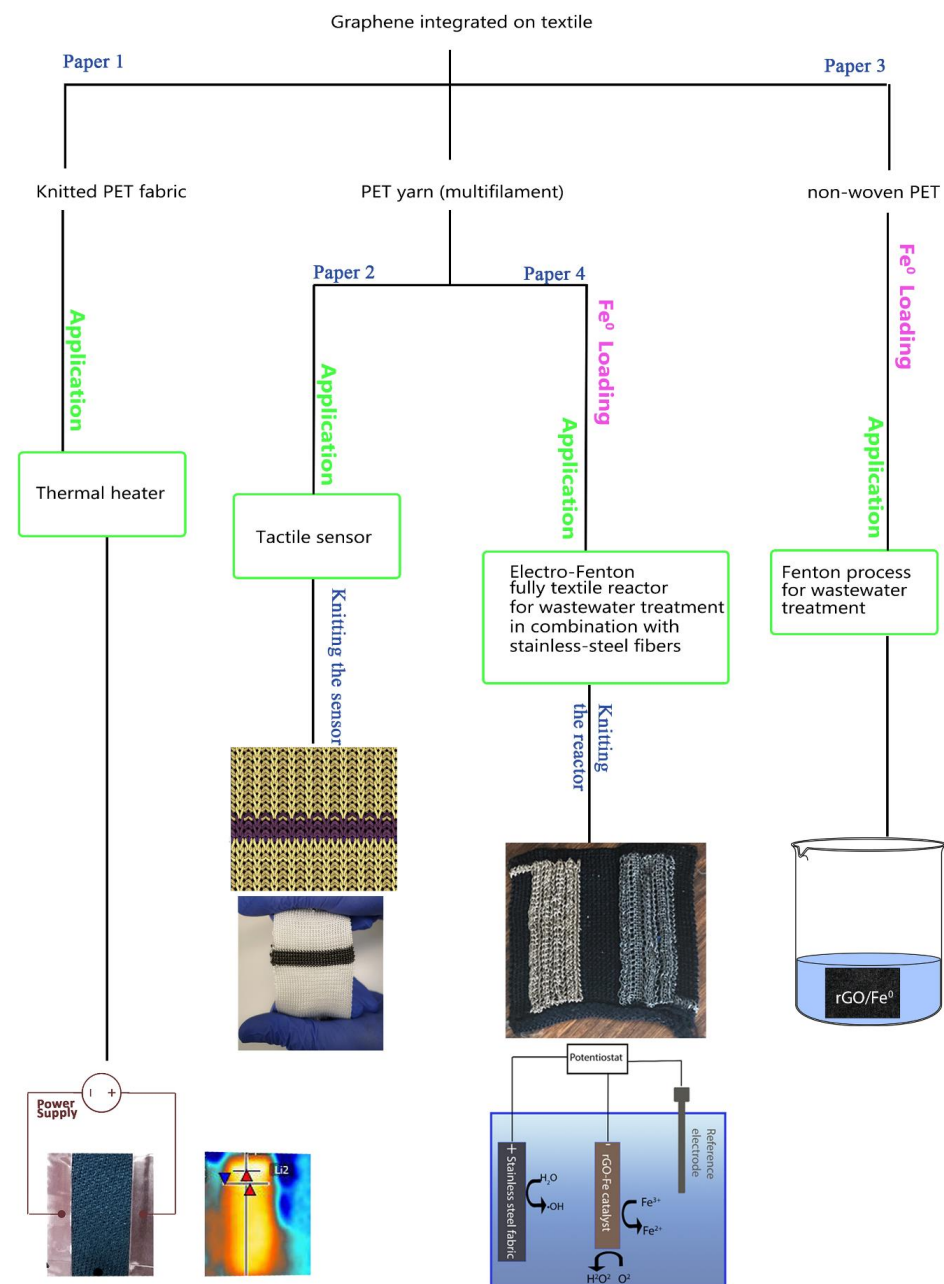 Graphene integrated on textile
Paper 1
Paper 3
Knitted PET fabric
PET yarn (multifilament)
non-woven PET
Paper 2
Paper 4
Fe⁰ Loading
Fe⁰ Loading
Application
Application
Application
Application
Thermal heater
Tactile sensor
Electro-Fenton
fully textile reactor
for wastewater treatment
in combination with
stainless-steel fibers
Fenton process
for wastewater
treatment
Knitting the sensor
Knitting
the reactor
rGO/Fe⁰
Potentiostat
Power
Supply
I +
Li2
+ Stainless steel fabric
H₂O
•OH
- rGO-Fe catalyst
Fe³⁺
Fe²⁺
H²O² O²
Reference
electrode